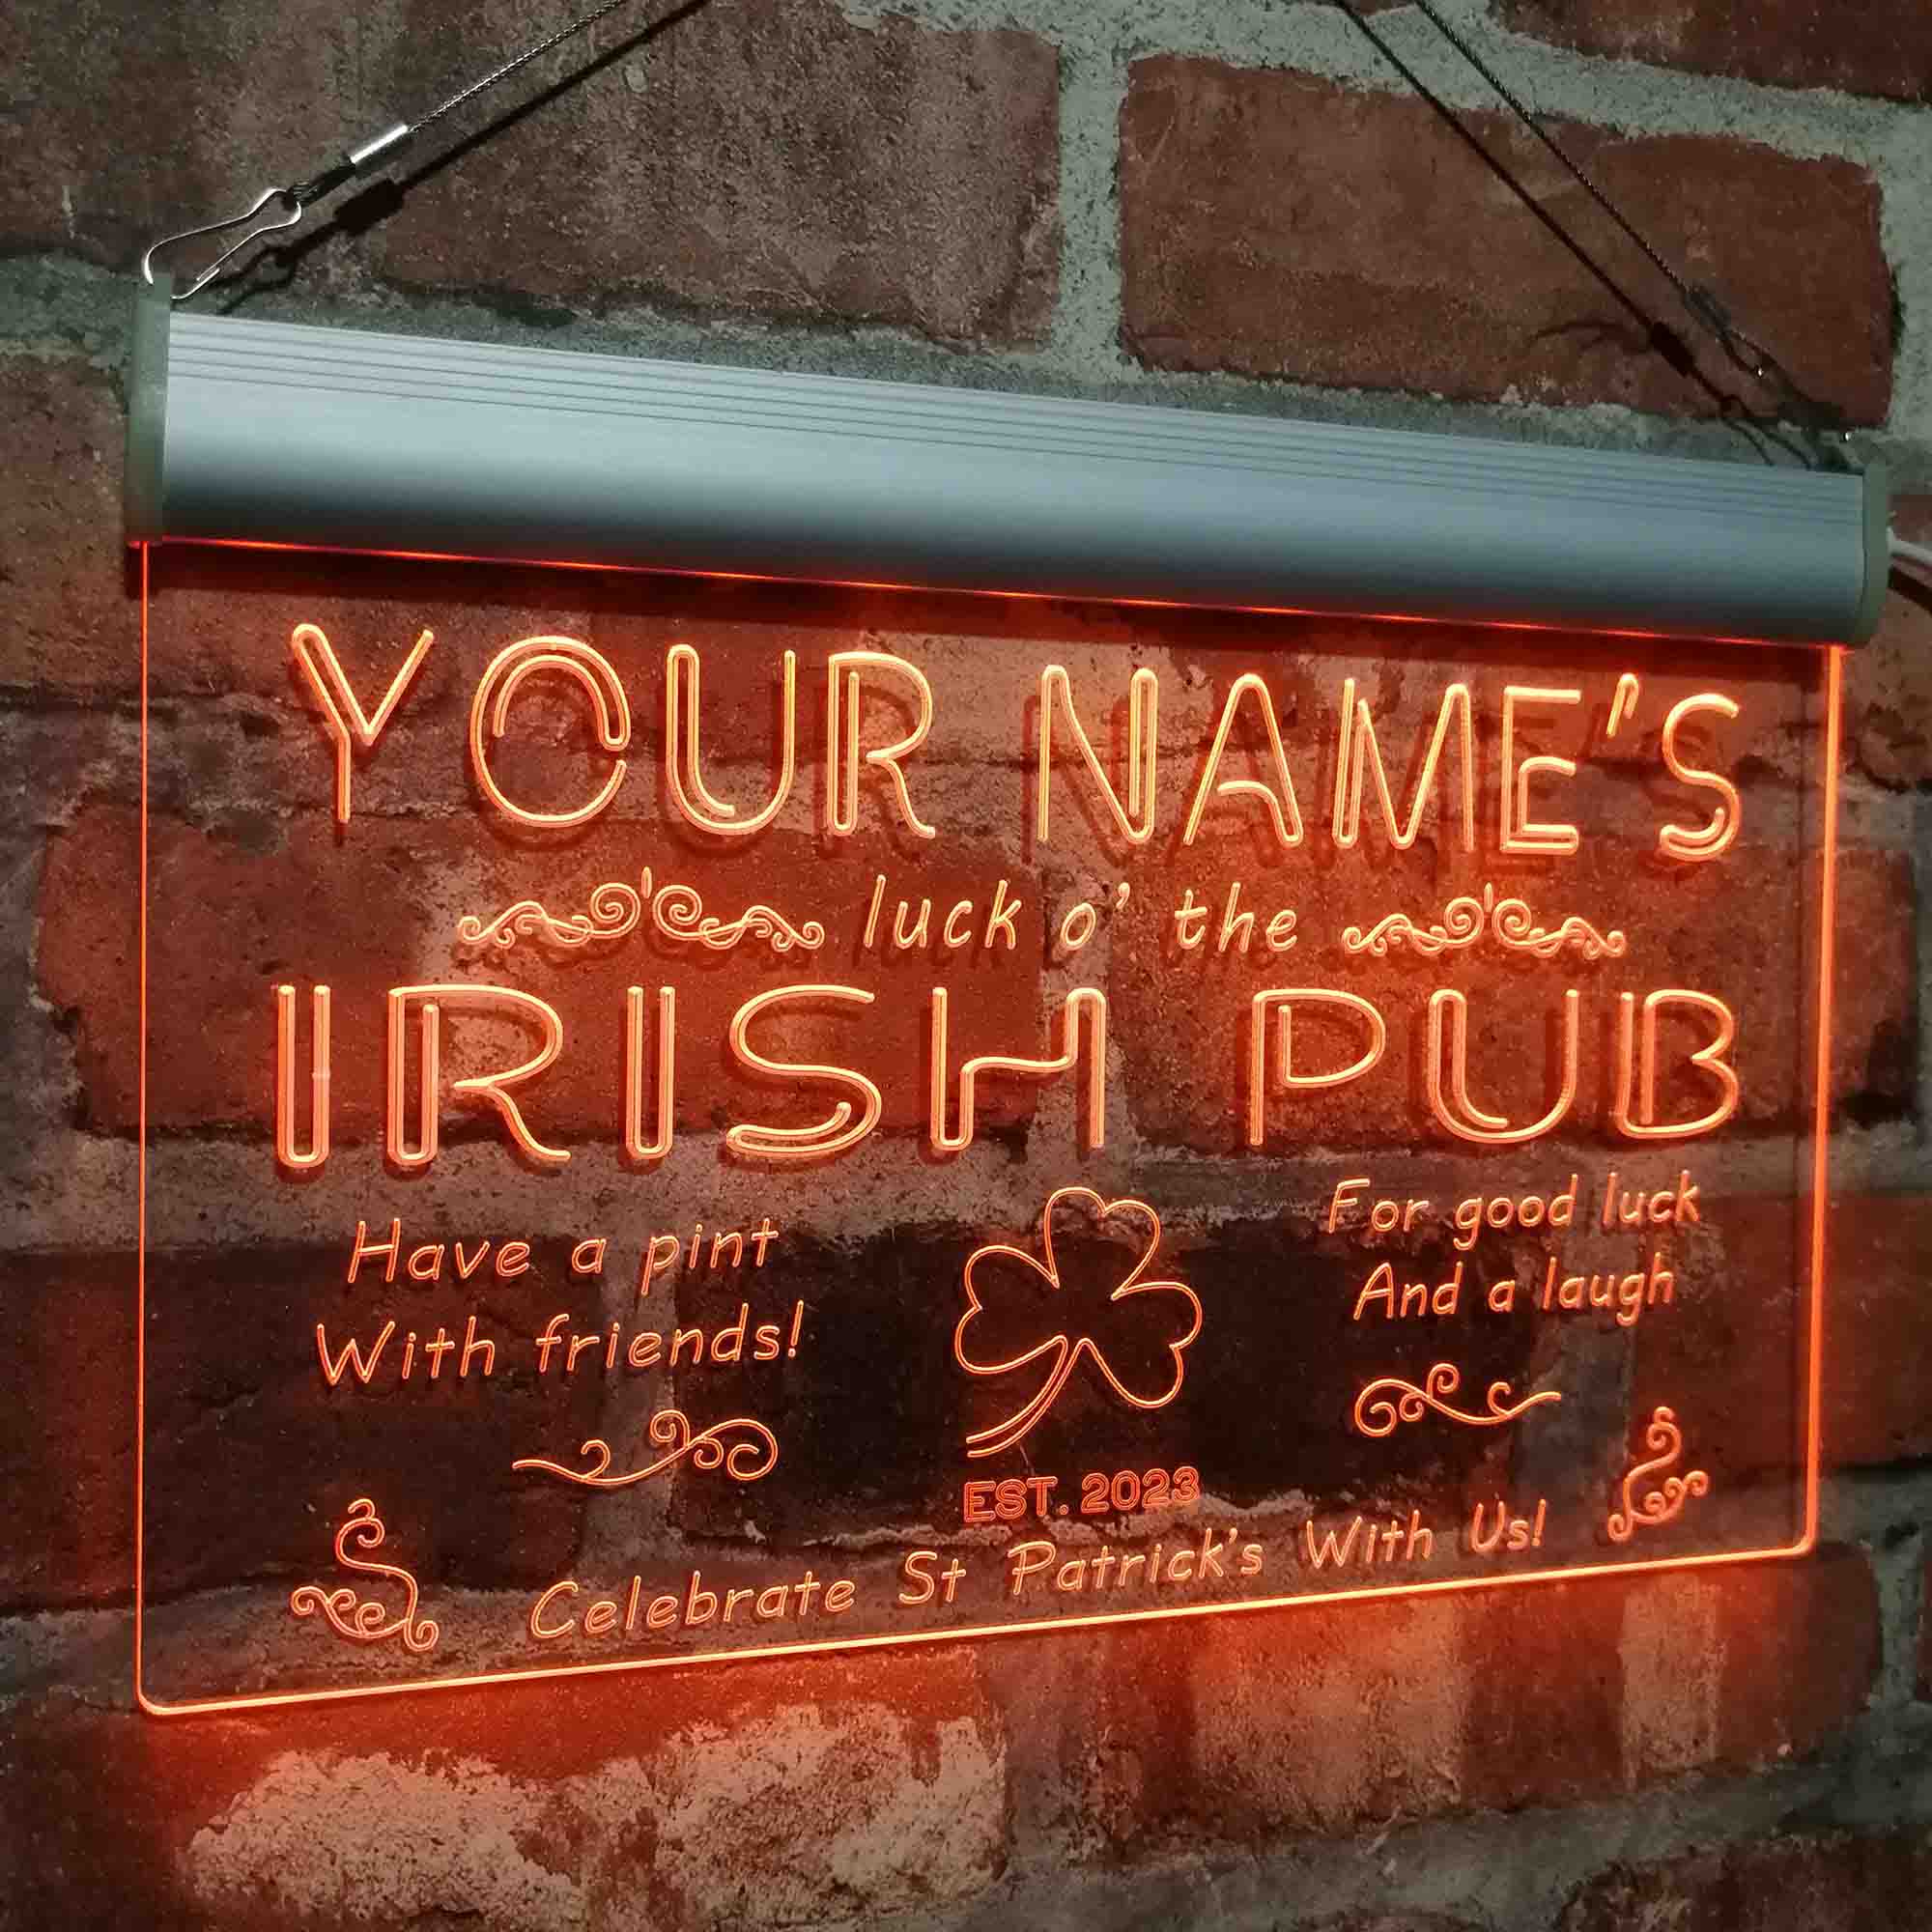 YOUR NAME'S
luck o' the
IRISH PUB
Have a pint
With friends!
For good luck
And a laugh
EST. 2023
Celebrate St Patrick's With Us!